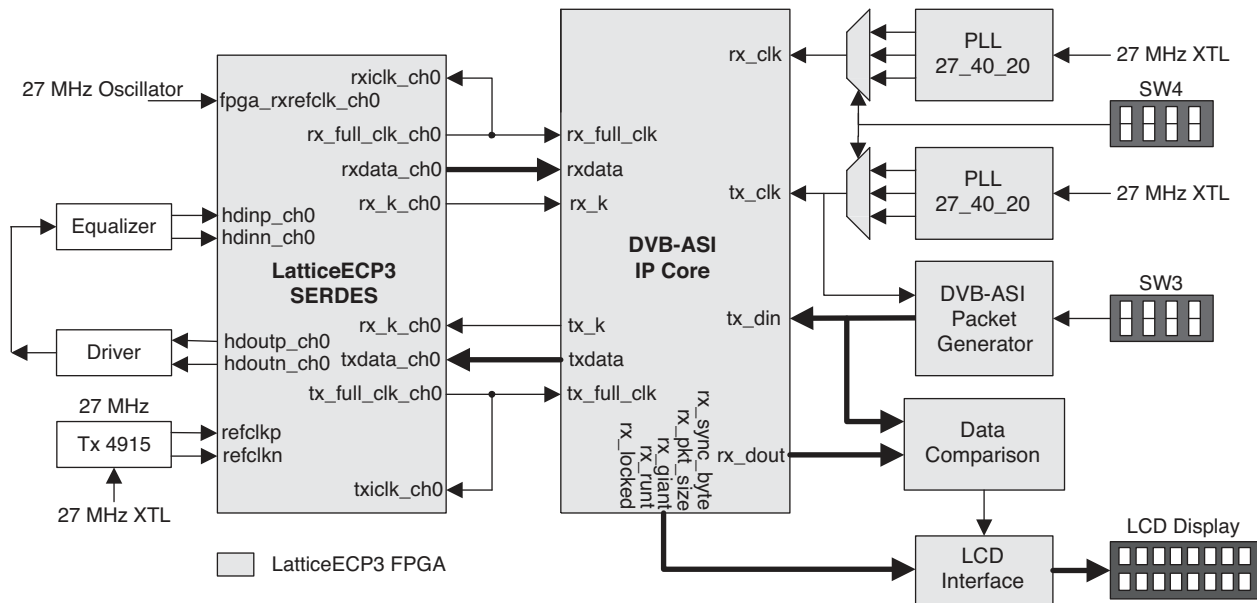 27 MHz Oscillator
rxiclk_ch0
fpga_rxrefclk_ch0
rx_full_clk_ch0
rxdata_ch0
rx_k_ch0
Equalizer
hdinp_ch0
hdinn_ch0
LatticeECP3
SERDES
rx_k_ch0
Driver
hdoutp_ch0
hdoutn_ch0
txdata_ch0
tx_full_clk_ch0
27 MHz
Tx 4915
refclkp
refclkn
txiclk_ch0
27 MHz XTL
LatticeECP3 FPGA
rx_clk
rx_full_clk
rxdata
rx_k
tx_clk
DVB-ASI
IP Core
tx_k
tx_din
txdata
tx_full_clk
rx_locked
rx_runt
rx_giant
rx_pkt_size
rx_sync_byte
rx_dout
PLL
27_40_20
27 MHz XTL
SW4
PLL
27_40_20
27 MHz XTL
DVB-ASI
Packet
Generator
SW3
Data
Comparison
LCD
Interface
LCD Display